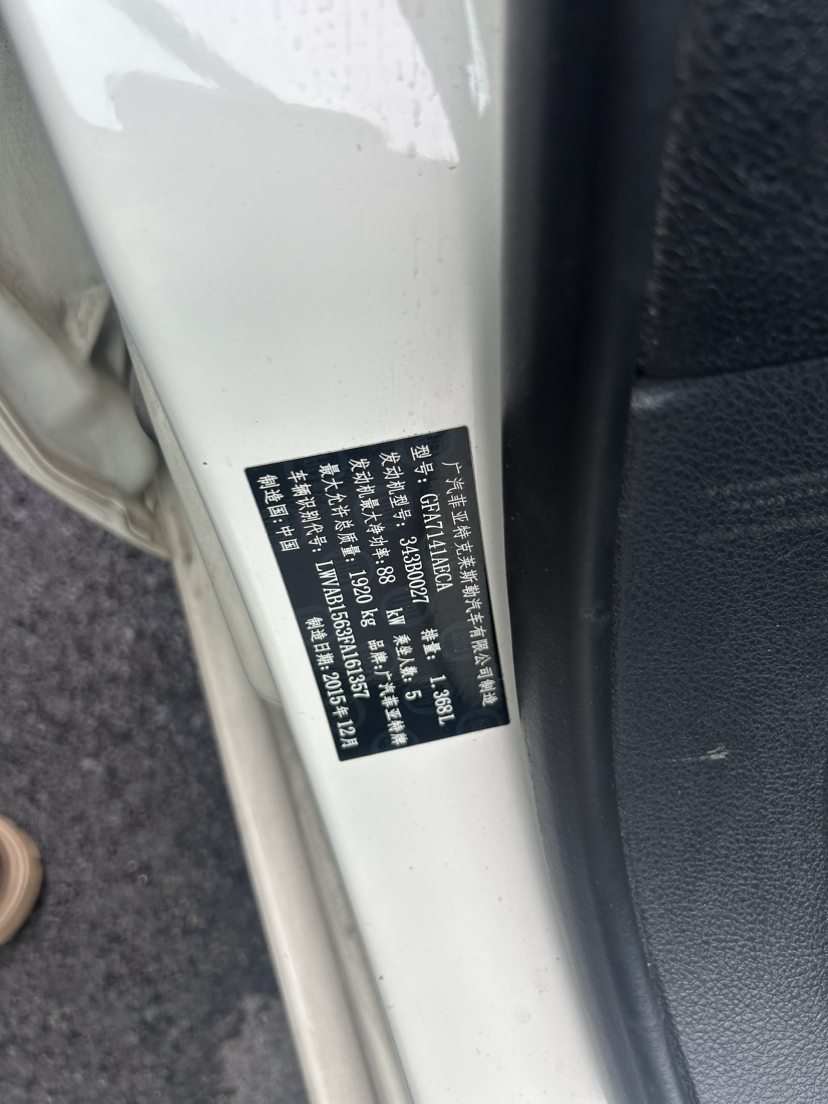 广汽菲亚特克莱斯勒汽车有限公司制造
型号: GFA7141AECA
发动机型号: 343B0027 排量: 1.368L
发动机最大净功率:88 kW 乘坐人数: 5
最大允许总质量: 1920 kg 品牌:广汽菲亚特牌
车辆识别代号: LWVAB1563FA161357
制造国:中国 制造日期:2015年12月